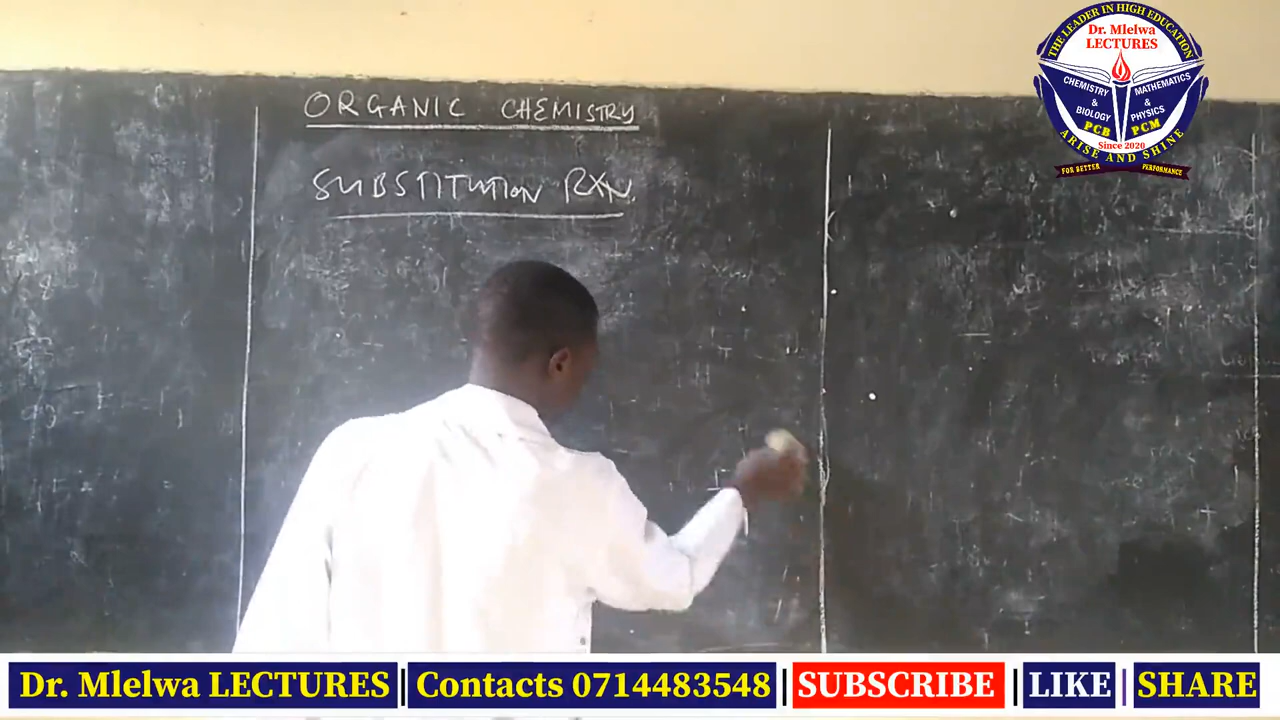 ORGANIC CHEMISTRY
SUBSTITUTION RXN.
THE LEADER IN HIGH EDUCATION
Dr. Mlelwa
LECTURES
CHEMISTRY
&
BIOLOGY
PCB
MATHEMATICS
&
PHYSICS
PCM
Since 2020
ARISE AND SHINE
FOR BETTER PERFORMANCE
Dr. Mlelwa LECTURES | Contacts 0714483548 | SUBSCRIBE | LIKE | SHARE